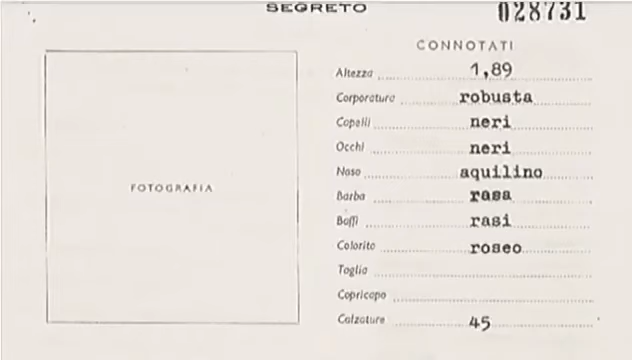 SEGRETO
028731
CONNOTATI
Altezza 1,89
Corporatura robusta
Capelli neri
Occhi neri
Naso aquilino
Barba rasa
Baffi rasi
Colorito roseo
Taglia
Copricapo
Calzature 45
FOTOGRAFIA